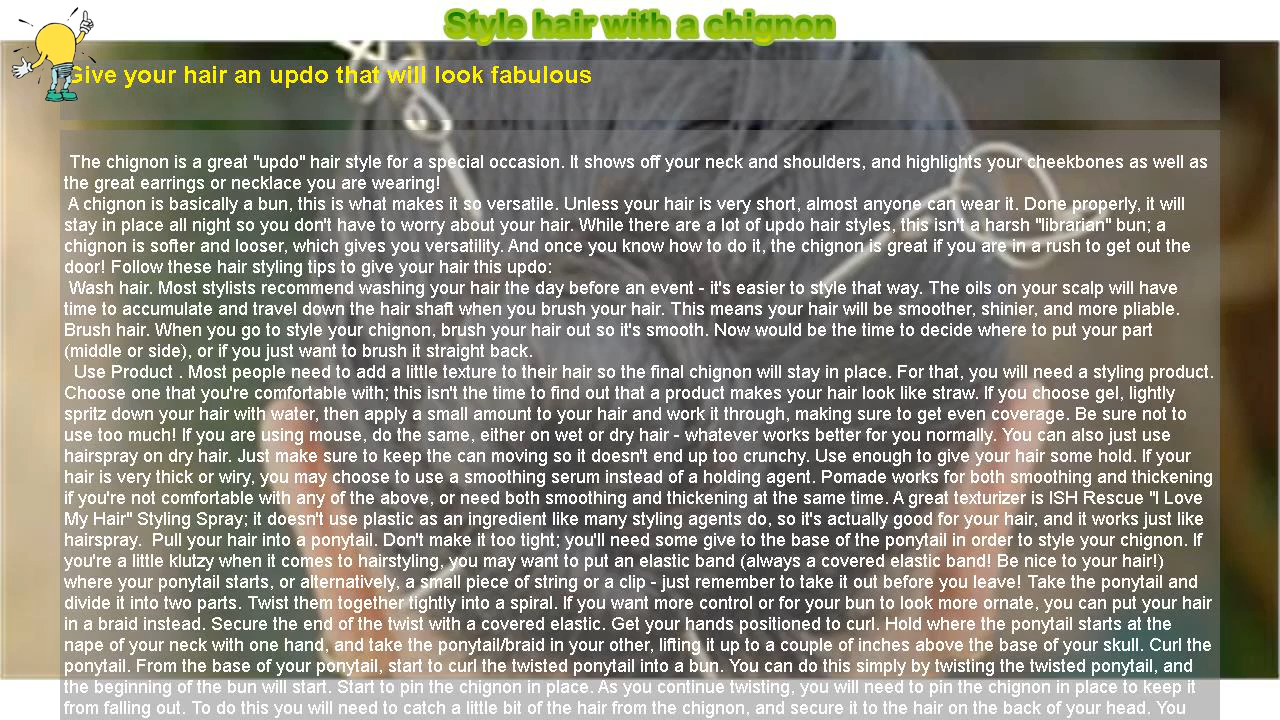 Style hair with a chignon
Give your hair an updo that will look fabulous
The chignon is a great "updo" hair style for a special occasion. It shows off your neck and shoulders, and highlights your cheekbones as well as
the great earrings or necklace you are wearing!
A chignon is basically a bun, this is what makes it so versatile. Unless your hair is very short, almost anyone can wear it. Done properly, it will
stay in place all night so you don't have to worry about your hair. While there are a lot of updo hair styles, this isn't a harsh "librarian" bun; a
chignon is softer and looser, which gives you versatility. And once you know how to do it, the chignon is great if you are in a rush to get out the
door! Follow these hair styling tips to give your hair this updo:
Wash hair. Most stylists recommend washing your hair the day before an event - it's easier to style that way. The oils on your scalp will have
time to accumulate and travel down the hair shaft when you brush your hair. This means your hair will be smoother, shinier, and more pliable.
Brush hair. When you go to style your chignon, brush your hair out so it's smooth. Now would be the time to decide where to put your part
(middle or side), or if you just want to brush it straight back.
Use Product . Most people need to add a little texture to their hair so the final chignon will stay in place. For that, you will need a styling product.
Choose one that you're comfortable with; this isn't the time to find out that a product makes your hair look like straw. If you choose gel, lightly
spritz down your hair with water, then apply a small amount to your hair and work it through, making sure to get even coverage. Be sure not to
use too much! If you are using mouse, do the same, either on wet or dry hair - whatever works better for you normally. You can also just use
hairspray on dry hair. Just make sure to keep the can moving so it doesn't end up too crunchy. Use enough to give your hair some hold. If your
hair is very thick or wiry, you may choose to use a smoothing serum instead of a holding agent. Pomade works for both smoothing and thickening
if you're not comfortable with any of the above, or need both smoothing and thickening at the same time. A great texturizer is ISH Rescue "I Love
My Hair" Styling Spray; it doesn't use plastic as an ingredient like many styling agents do, so it's actually good for your hair, and it works just like
hairspray.  Pull your hair into a ponytail. Don't make it too tight; you'll need some give to the base of the ponytail in order to style your chignon. If
you're a little klutzy when it comes to hairstyling, you may want to put an elastic band (always a covered elastic band! Be nice to your hair!)
where your ponytail starts, or alternatively, a small piece of string or a clip - just remember to take it out before you leave! Take the ponytail and
divide it into two parts. Twist them together tightly into a spiral. If you want more control or for your bun to look more ornate, you can put your hair
in a braid instead. Secure the end of the twist with a covered elastic. Get your hands positioned to curl. Hold where the ponytail starts at the
nape of your neck with one hand, and take the ponytail/braid in your other, lifting it up to a couple of inches above the base of your skull. Curl the
ponytail. From the base of your ponytail, start to curl the twisted ponytail into a bun. You can do this simply by twisting the twisted ponytail, and
the beginning of the bun will start. Start to pin the chignon in place. As you continue twisting, you will need to pin the chignon in place to keep it
from falling out. To do this you will need to catch a little bit of the hair from the chignon, and secure it to the hair on the back of your head. You